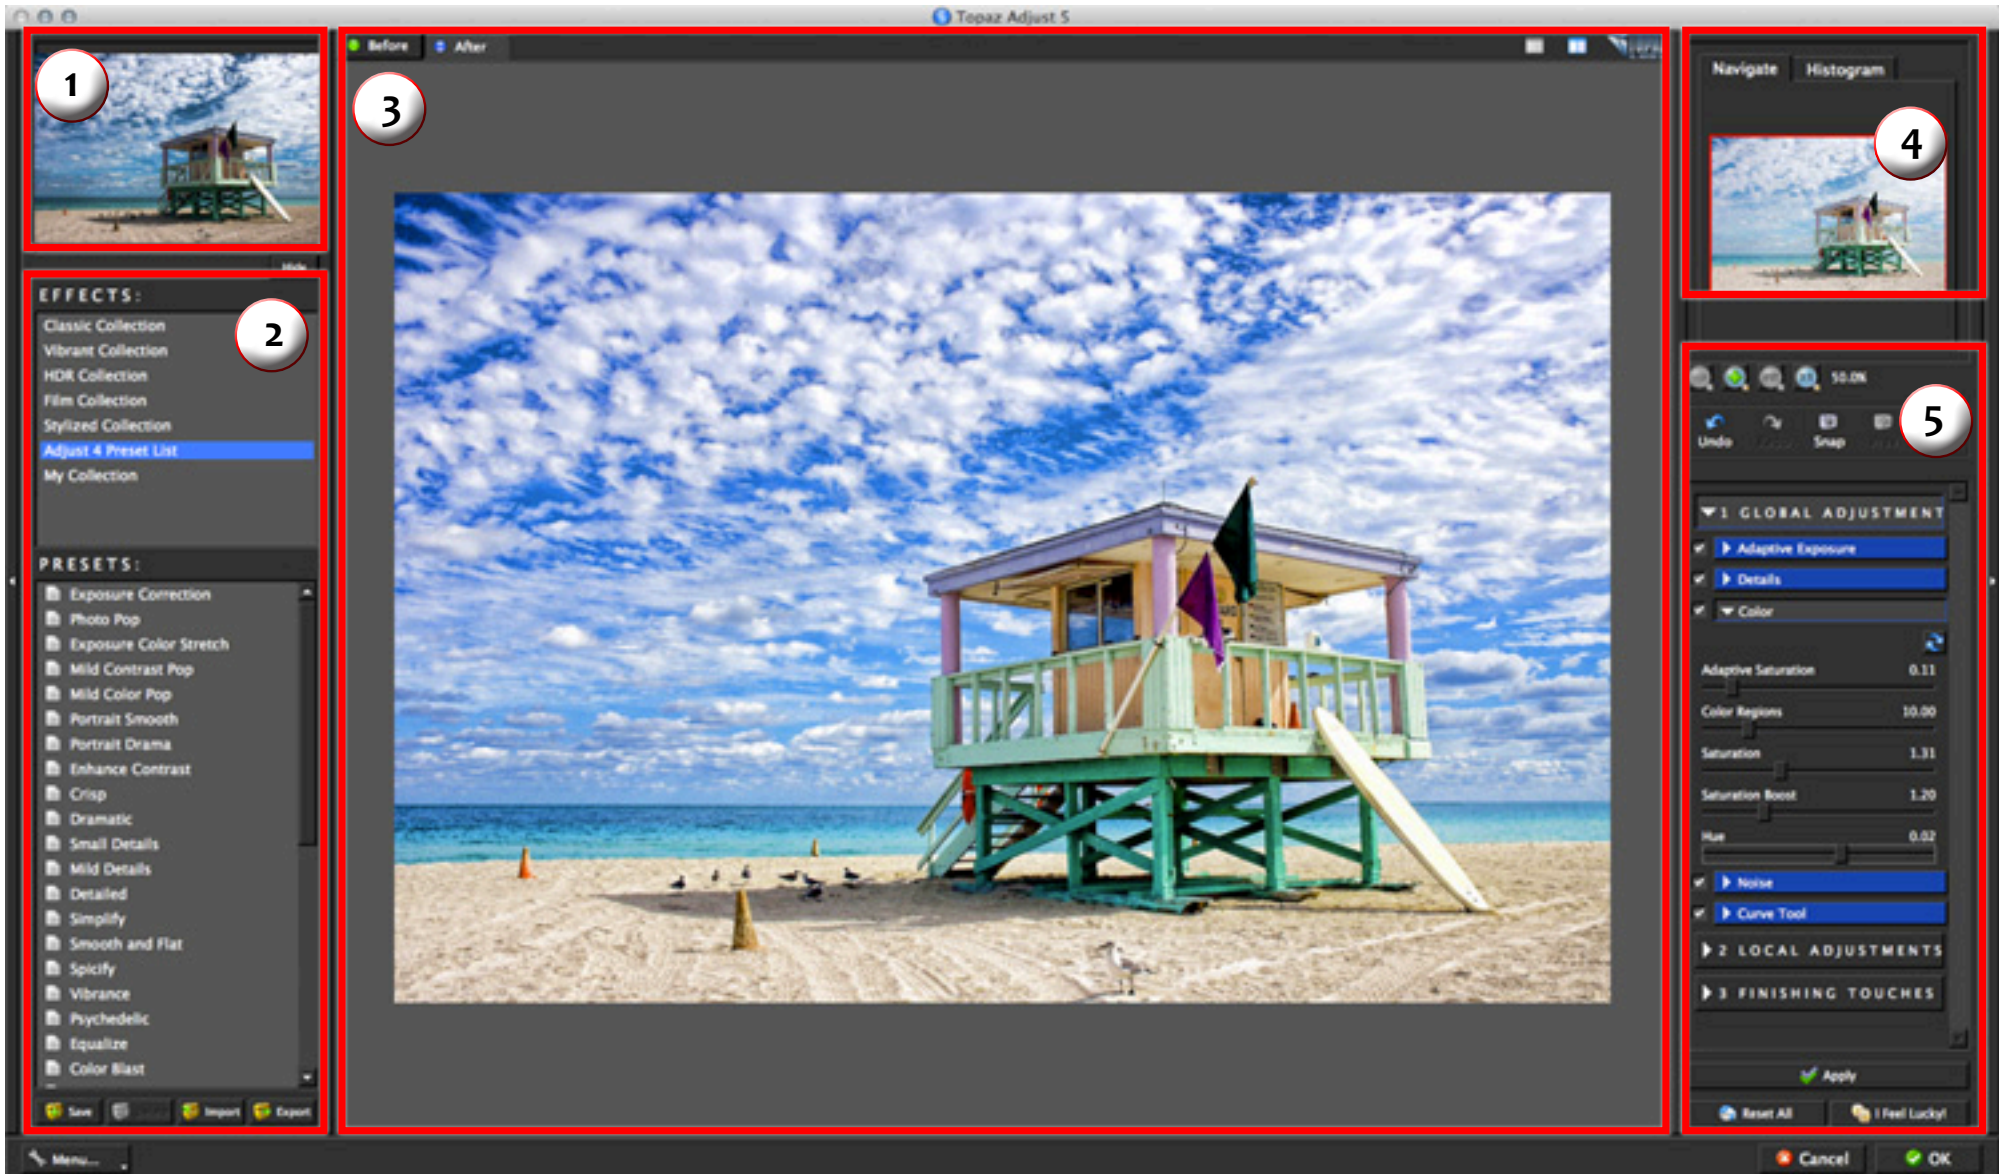 Topaz Adjust 5
1
Hide
2
EFFECTS:
Classic Collection
Vibrant Collection
HDR Collection
Film Collection
Stylized Collection
Adjust 4 Preset List
My Collection
PRESETS:
Exposure Correction
Photo Pop
Exposure Color Stretch
Mild Contrast Pop
Mild Color Pop
Portrait Smooth
Portrait Drama
Enhance Contrast
Crisp
Dramatic
Small Details
Mild Details
Detailed
Simplify
Smooth and Flat
Spicify
Vibrance
Psychedelic
Equalize
Color Blast
Save Import Export
Menu...
Before After
3
Navigate Histogram
4
50.0%
5
Undo Snap
1 GLOBAL ADJUSTMENT
Adaptive Exposure
Details
Color
Adaptive Saturation 0.11
Color Regions 10.00
Saturation 1.31
Saturation Boost 1.20
Hue 0.02
Noise
Curve Tool
2 LOCAL ADJUSTMENTS
3 FINISHING TOUCHES
Apply
Reset All I Feel Lucky!
Cancel OK